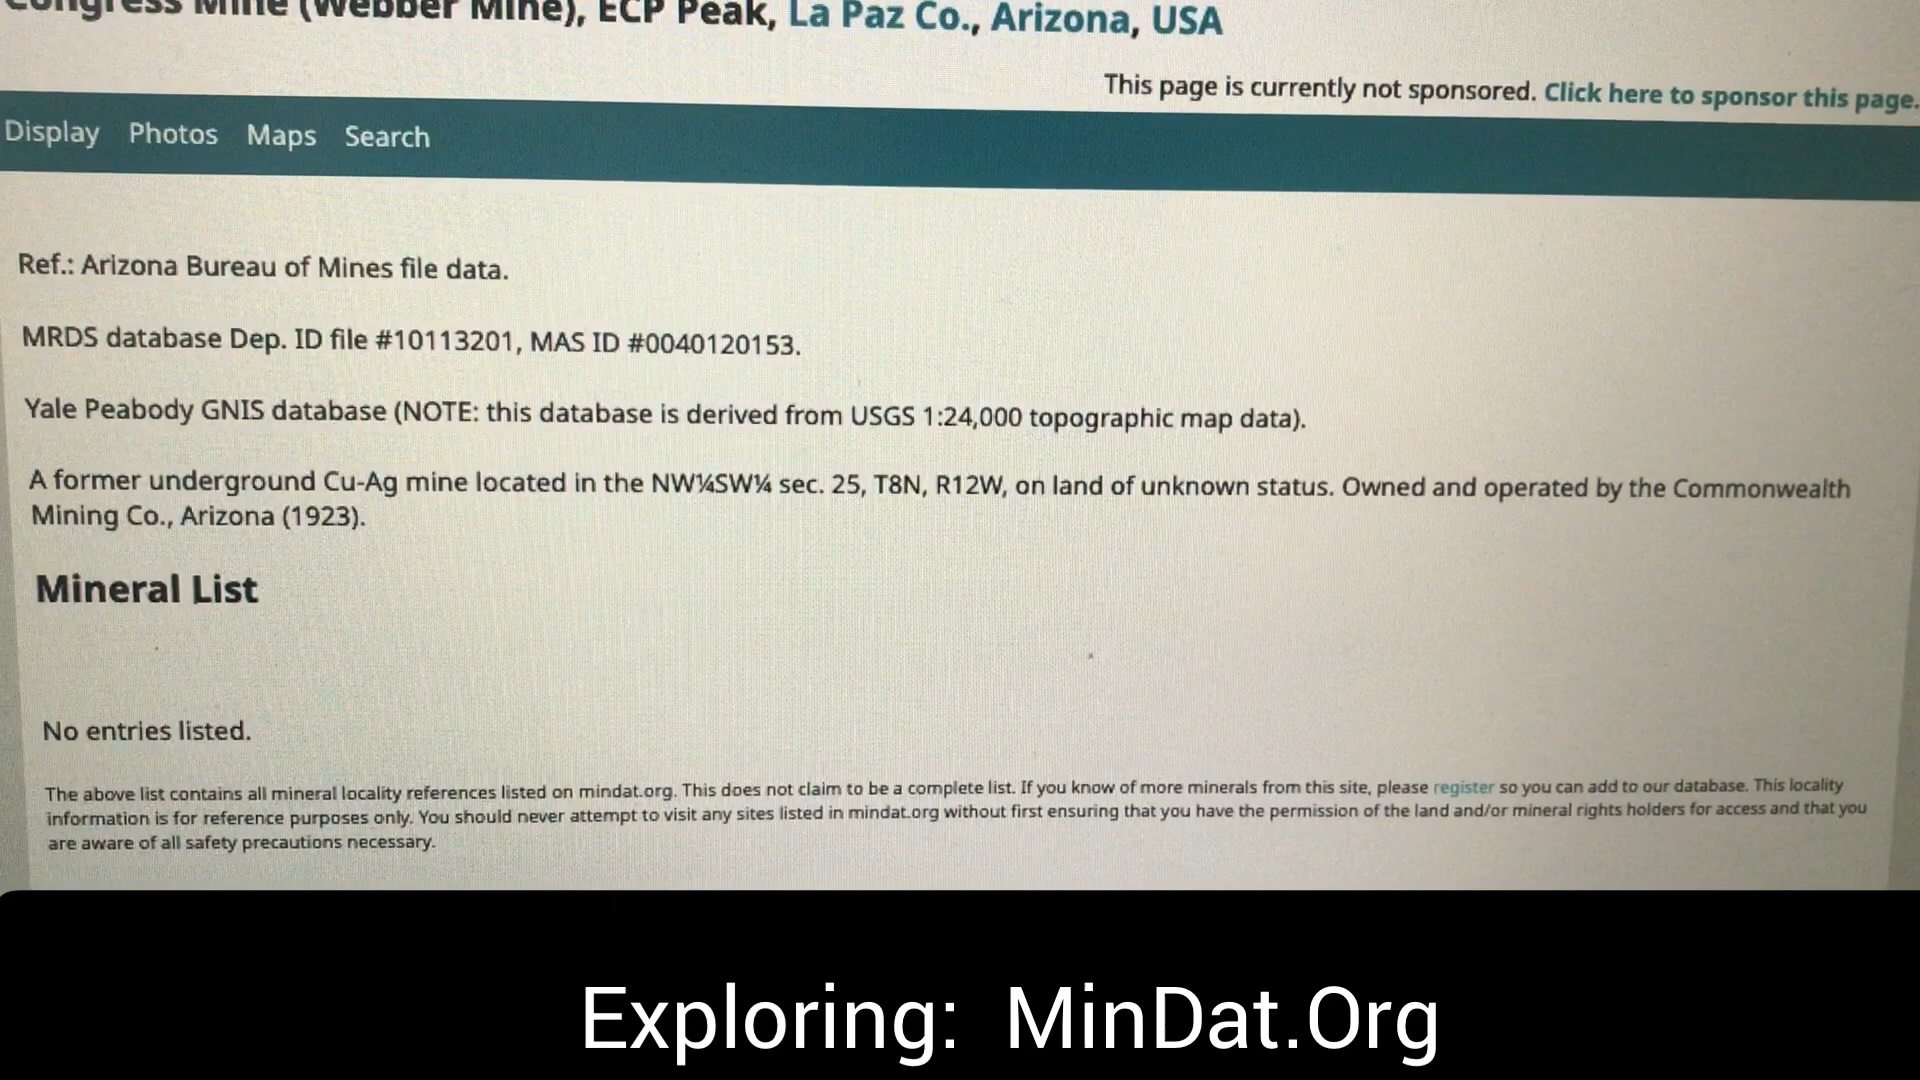 Congress Mine (Webber Mine), ECP Peak, La Paz Co., Arizona, USA
This page is currently not sponsored. Click here to sponsor this page.
Display Photos Maps Search
Ref.: Arizona Bureau of Mines file data.
MRDS database Dep. ID file #10113201, MAS ID #0040120153.
Yale Peabody GNIS database (NOTE: this database is derived from USGS 1:24,000 topographic map data).
A former underground Cu-Ag mine located in the NW¼SW¼ sec. 25, T8N, R12W, on land of unknown status. Owned and operated by the Commonwealth
Mining Co., Arizona (1923).
Mineral List
No entries listed.
The above list contains all mineral locality references listed on mindat.org. This does not claim to be a complete list. If you know of more minerals from this site, please register so you can add to our database. This locality
information is for reference purposes only. You should never attempt to visit any sites listed in mindat.org without first ensuring that you have the permission of the land and/or mineral rights holders for access and that you
are aware of all safety precautions necessary.
Exploring: MinDat.Org